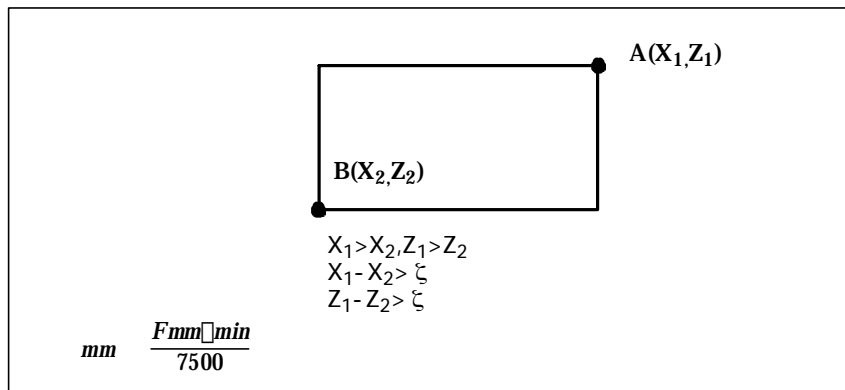 A(X₁,Z₁)
B(X₂,Z₂)
X₁>X₂,Z₁>Z₂
X₁-X₂> ζ
Z₁-Z₂> ζ
mm Fmm□min
7500